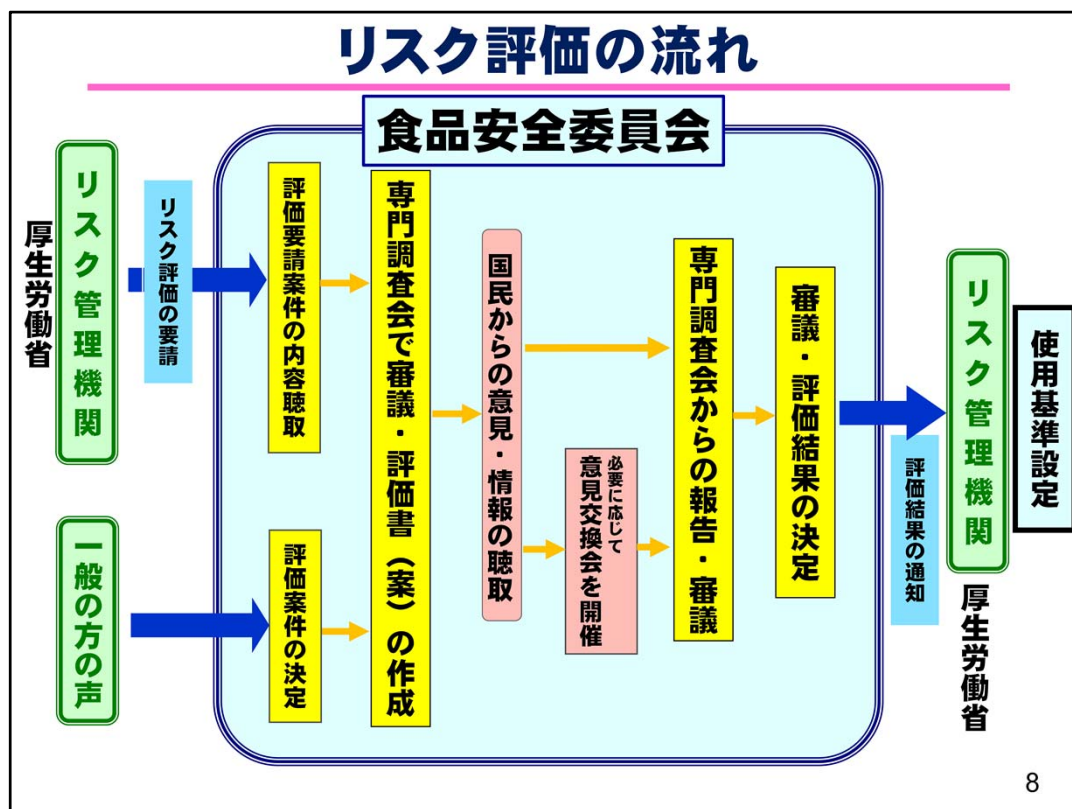 リスク評価の流れ
食品安全委員会
リスク管理機関
厚生労働省
リスク評価の要請
評価要請案件の内容聴取
一般の方の声
評価案件の決定
専門調査会で審議・評価書（案）の作成
国民からの意見・情報の聴取
必要に応じて
意見交換会を開催
専門調査会からの報告・審議
審議・評価結果の決定
評価結果の通知
リスク管理機関
厚生労働省
使用基準設定
8